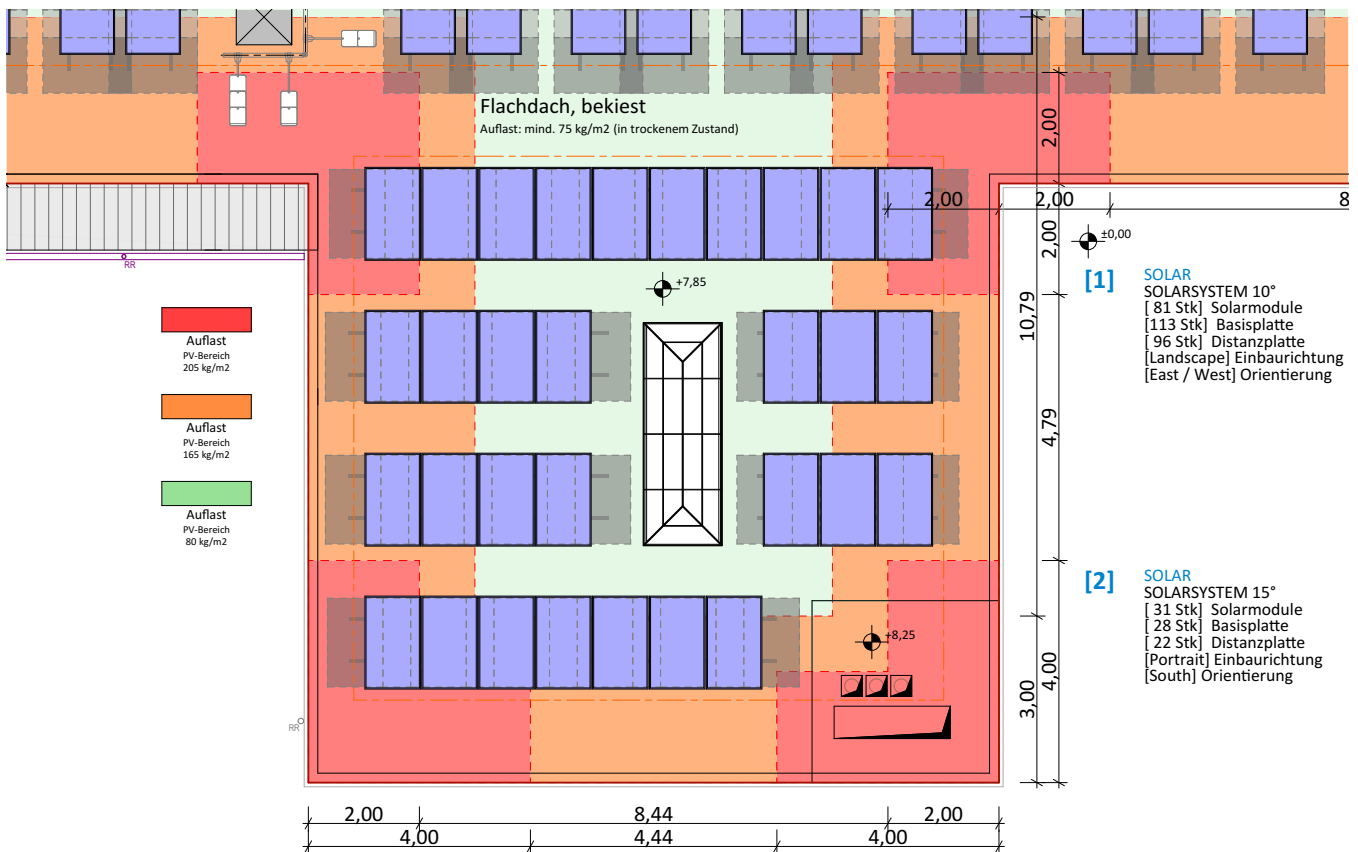 Flachdach, bekiest
Auflast: mind. 75 kg/m2 (in trockenem Zustand)
2,00
2,00
2,00
8
2,00
±0,00
RR
+7,85
10,79
[1]
SOLAR
SOLARSYSTEM 10°
[ 81 Stk] Solarmodule
[113 Stk] Basisplatte
[ 96 Stk] Distanzplatte
[Landscape] Einbaurichtung
[East / West] Orientierung
Auflast
PV-Bereich
205 kg/m2
Auflast
PV-Bereich
165 kg/m2
4,79
Auflast
PV-Bereich
80 kg/m2
[2]
SOLAR
SOLARSYSTEM 15°
[ 31 Stk] Solarmodule
[ 28 Stk] Basisplatte
[ 22 Stk] Distanzplatte
[Portrait] Einbaurichtung
[South] Orientierung
+8,25
4,00
3,00
RR
2,00
8,44
2,00
4,00
4,44
4,00